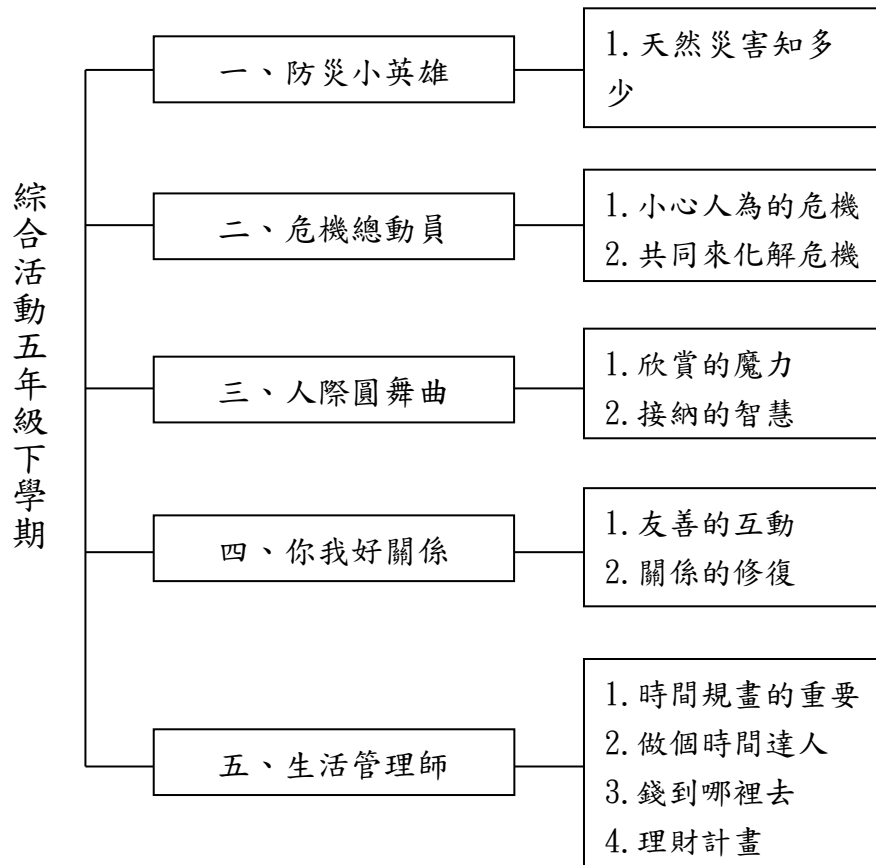 綜合活動五年級下學期
一、防災小英雄
1.天然災害知多
少
二、危機總動員
1.小心人為的危機
2.共同來化解危機
三、人際圓舞曲
1.欣賞的魔力
2.接納的智慧
四、你我好關係
1.友善的互動
2.關係的修復
五、生活管理師
1.時間規畫的重要
2.做個時間達人
3.錢到哪裡去
4.理財計畫